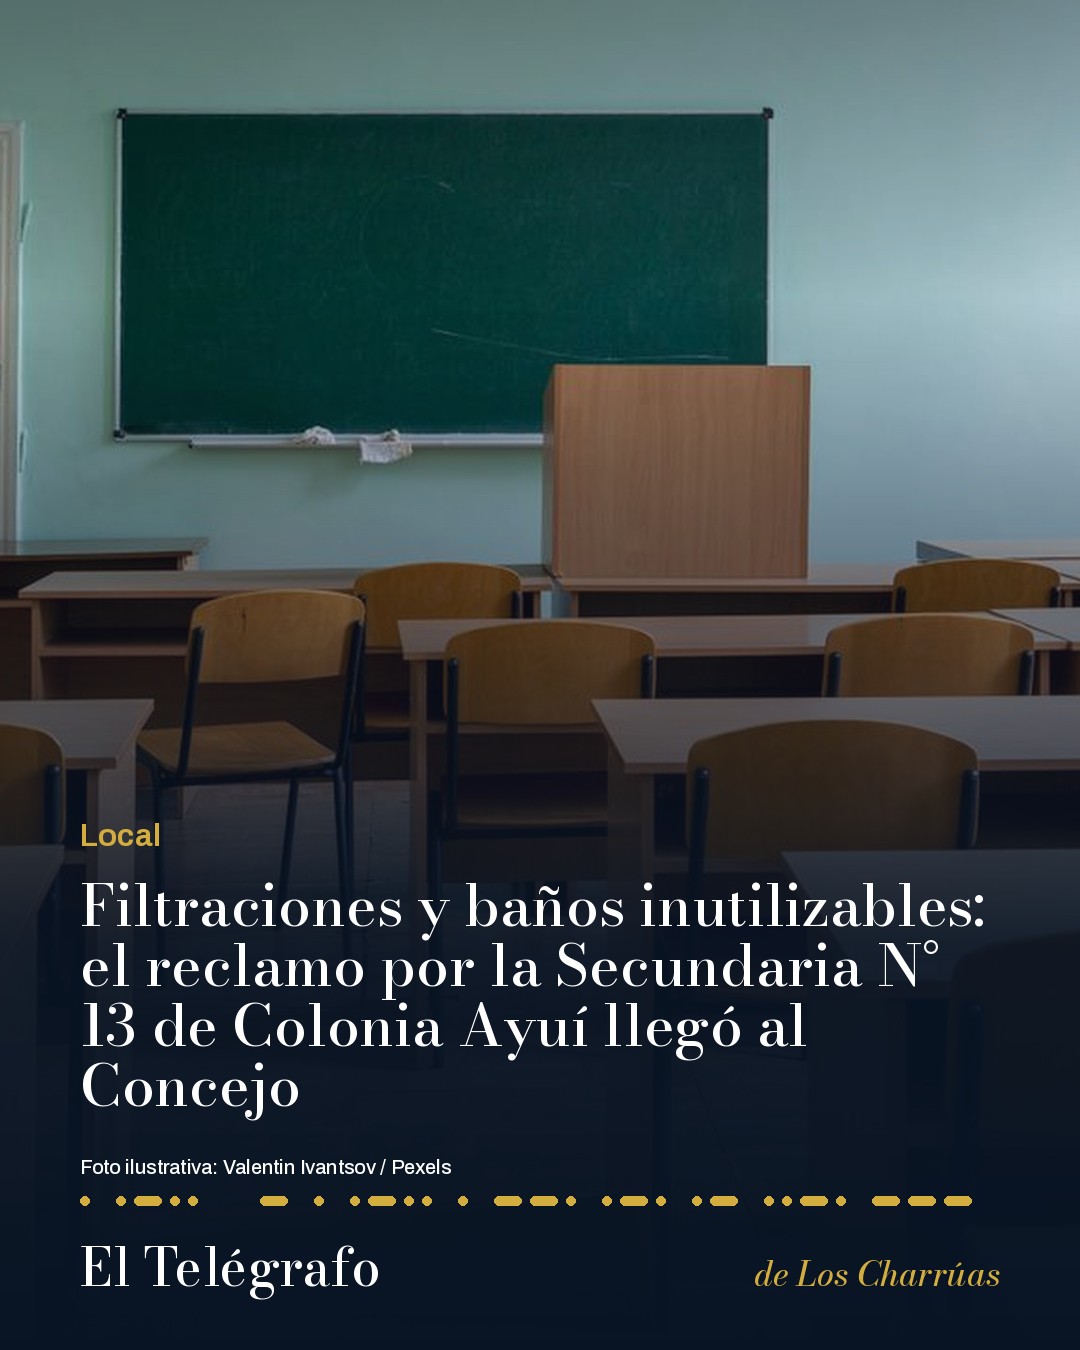 Local
Filtraciones y baños inutilizables:
el reclamo por la Secundaria N°
13 de Colonia Ayuí llegó al
Concejo
Foto ilustrativa: Valentin Ivantsov / Pexels
El Telégrafo
de Los Charrúas